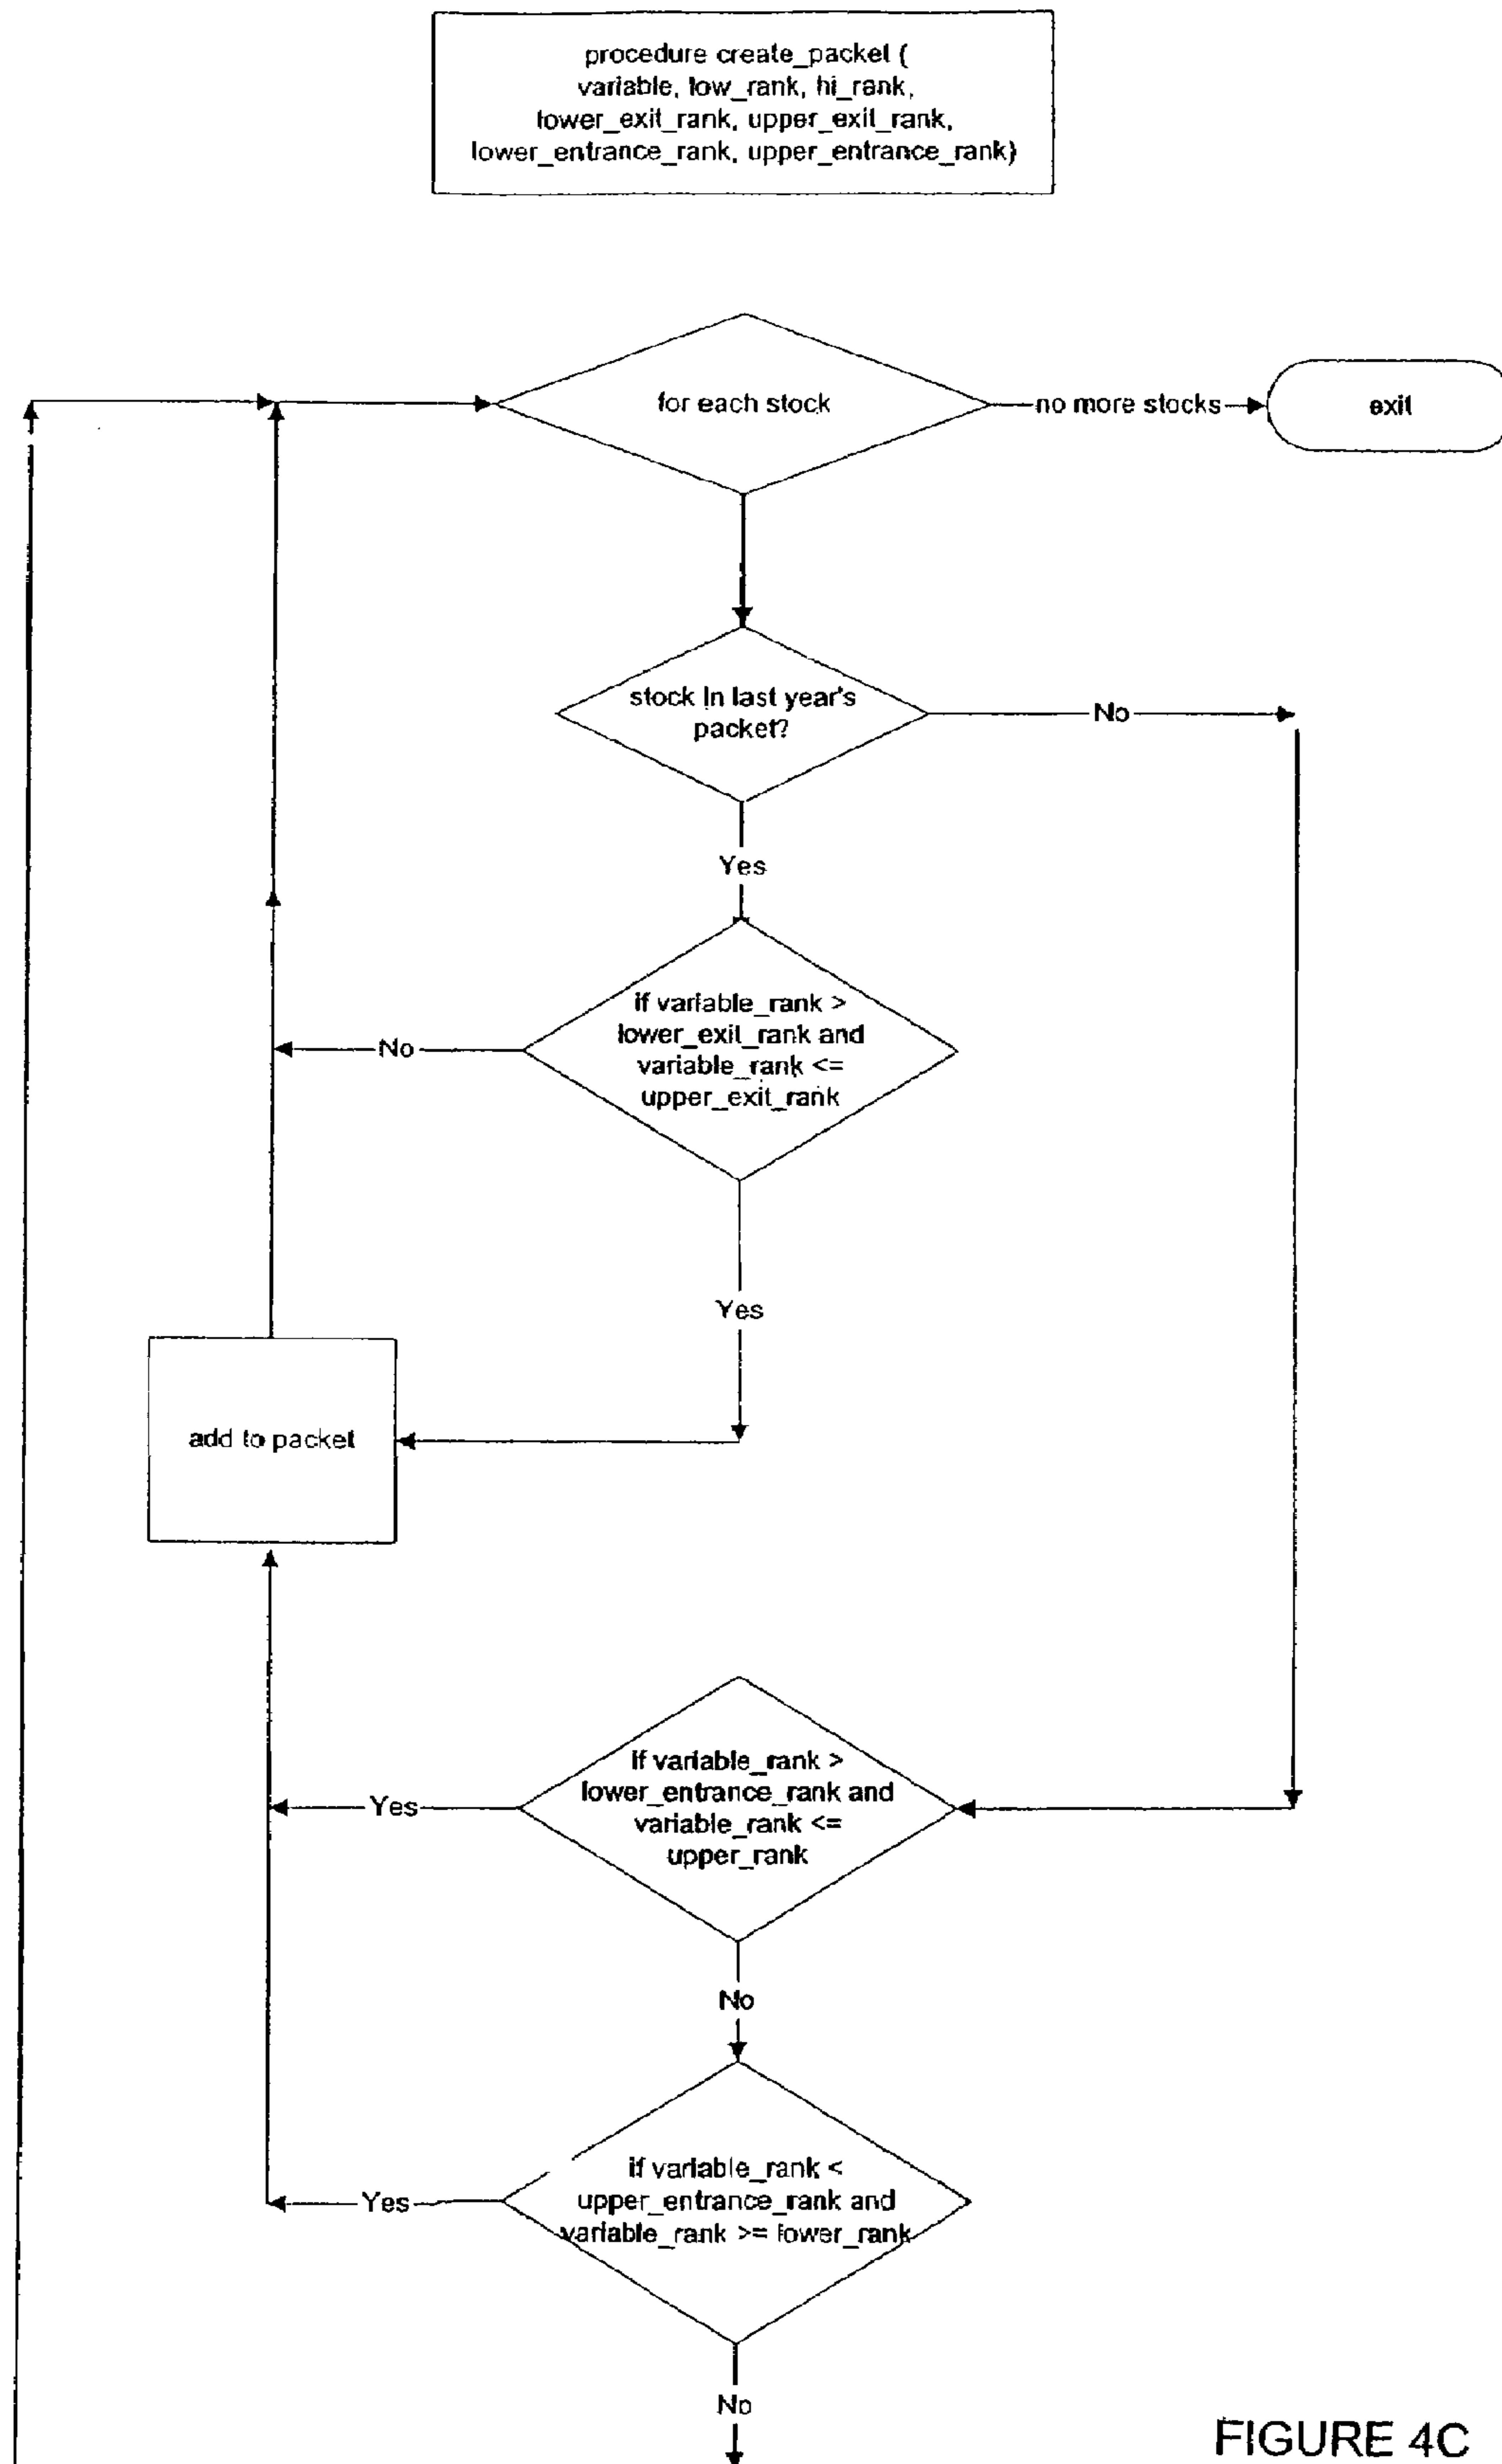 procedure create_packet (
variable, low_rank, hi_rank,
lower_exit_rank, upper_exit_rank,
lower_entrance_rank, upper_entrance_rank)
for each stock
no more stocks
exit
stock in last year's
packet?
No
Yes
if variable_rank >
lower_exit_rank and
variable_rank <=
upper_exit_rank
No
Yes
add to packet
if variable_rank >
lower_entrance_rank and
variable_rank <=
upper_rank
Yes
No
if variable_rank <
upper_entrance_rank and
variable_rank >= lower_rank
Yes
No
FIGURE 4C